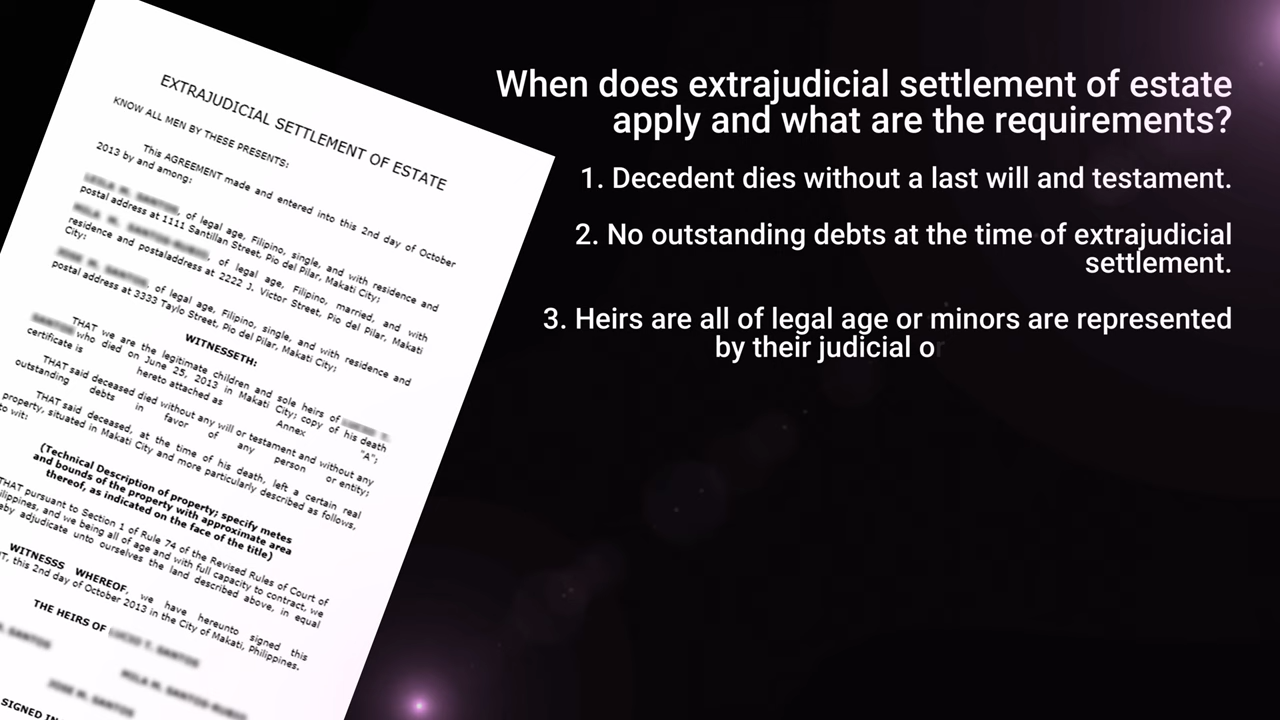 EXTRAJUDICIAL SETTLEMENT OF ESTATE
KNOW ALL MEN BY THESE PRESENTS:
This AGREEMENT made and entered into this 2nd day of October
2013 by and among:
of legal age, Filipino, single, and with residence and
postal address at 1111 Santillan Street, Pio del Pilar, Makati City;
of legal age, Filipino, married, and with
residence and postaladdress at 2222 J. Victor Street, Pio del Pilar, Makati
City;
of legal age, Filipino, single, and with residence and
postal address at 3333 Taylo Street, Pio del Pilar, Makati City;
WITNESSETH:
THAT we are the legitimate children and sole heirs of
who died on June 25, 2013 in Makati City; copy of his death
certificate is hereto attached as Annex "A";
THAT said deceased died without any will or testament and without any
outstanding debts in favor of any person or entity;
THAT said deceased, at the time of his death, left a certain real
property, situated in Makati City and more particularly described as follows,
to wit:
(Technical Description of property; specify metes
and bounds of the property with approximate area
thereof, as indicated on the face of the title)
THAT pursuant to Section 1 of Rule 74 of the Revised Rules of Court of
ilippines, and we being all of age and with full capacity to contract, we
eby adjudicate unto ourselves the land described above, in equal
WITNESSS WHEREOF, we have hereunto signed this
T, this 2nd day of October 2013 in the City of Makati, Philippines.
THE HEIRS OF
SIGNED IN
When does extrajudicial settlement of estate
apply and what are the requirements?
1. Decedent dies without a last will and testament.
2. No outstanding debts at the time of extrajudicial
settlement.
3. Heirs are all of legal age or minors are represented
by their judicial or